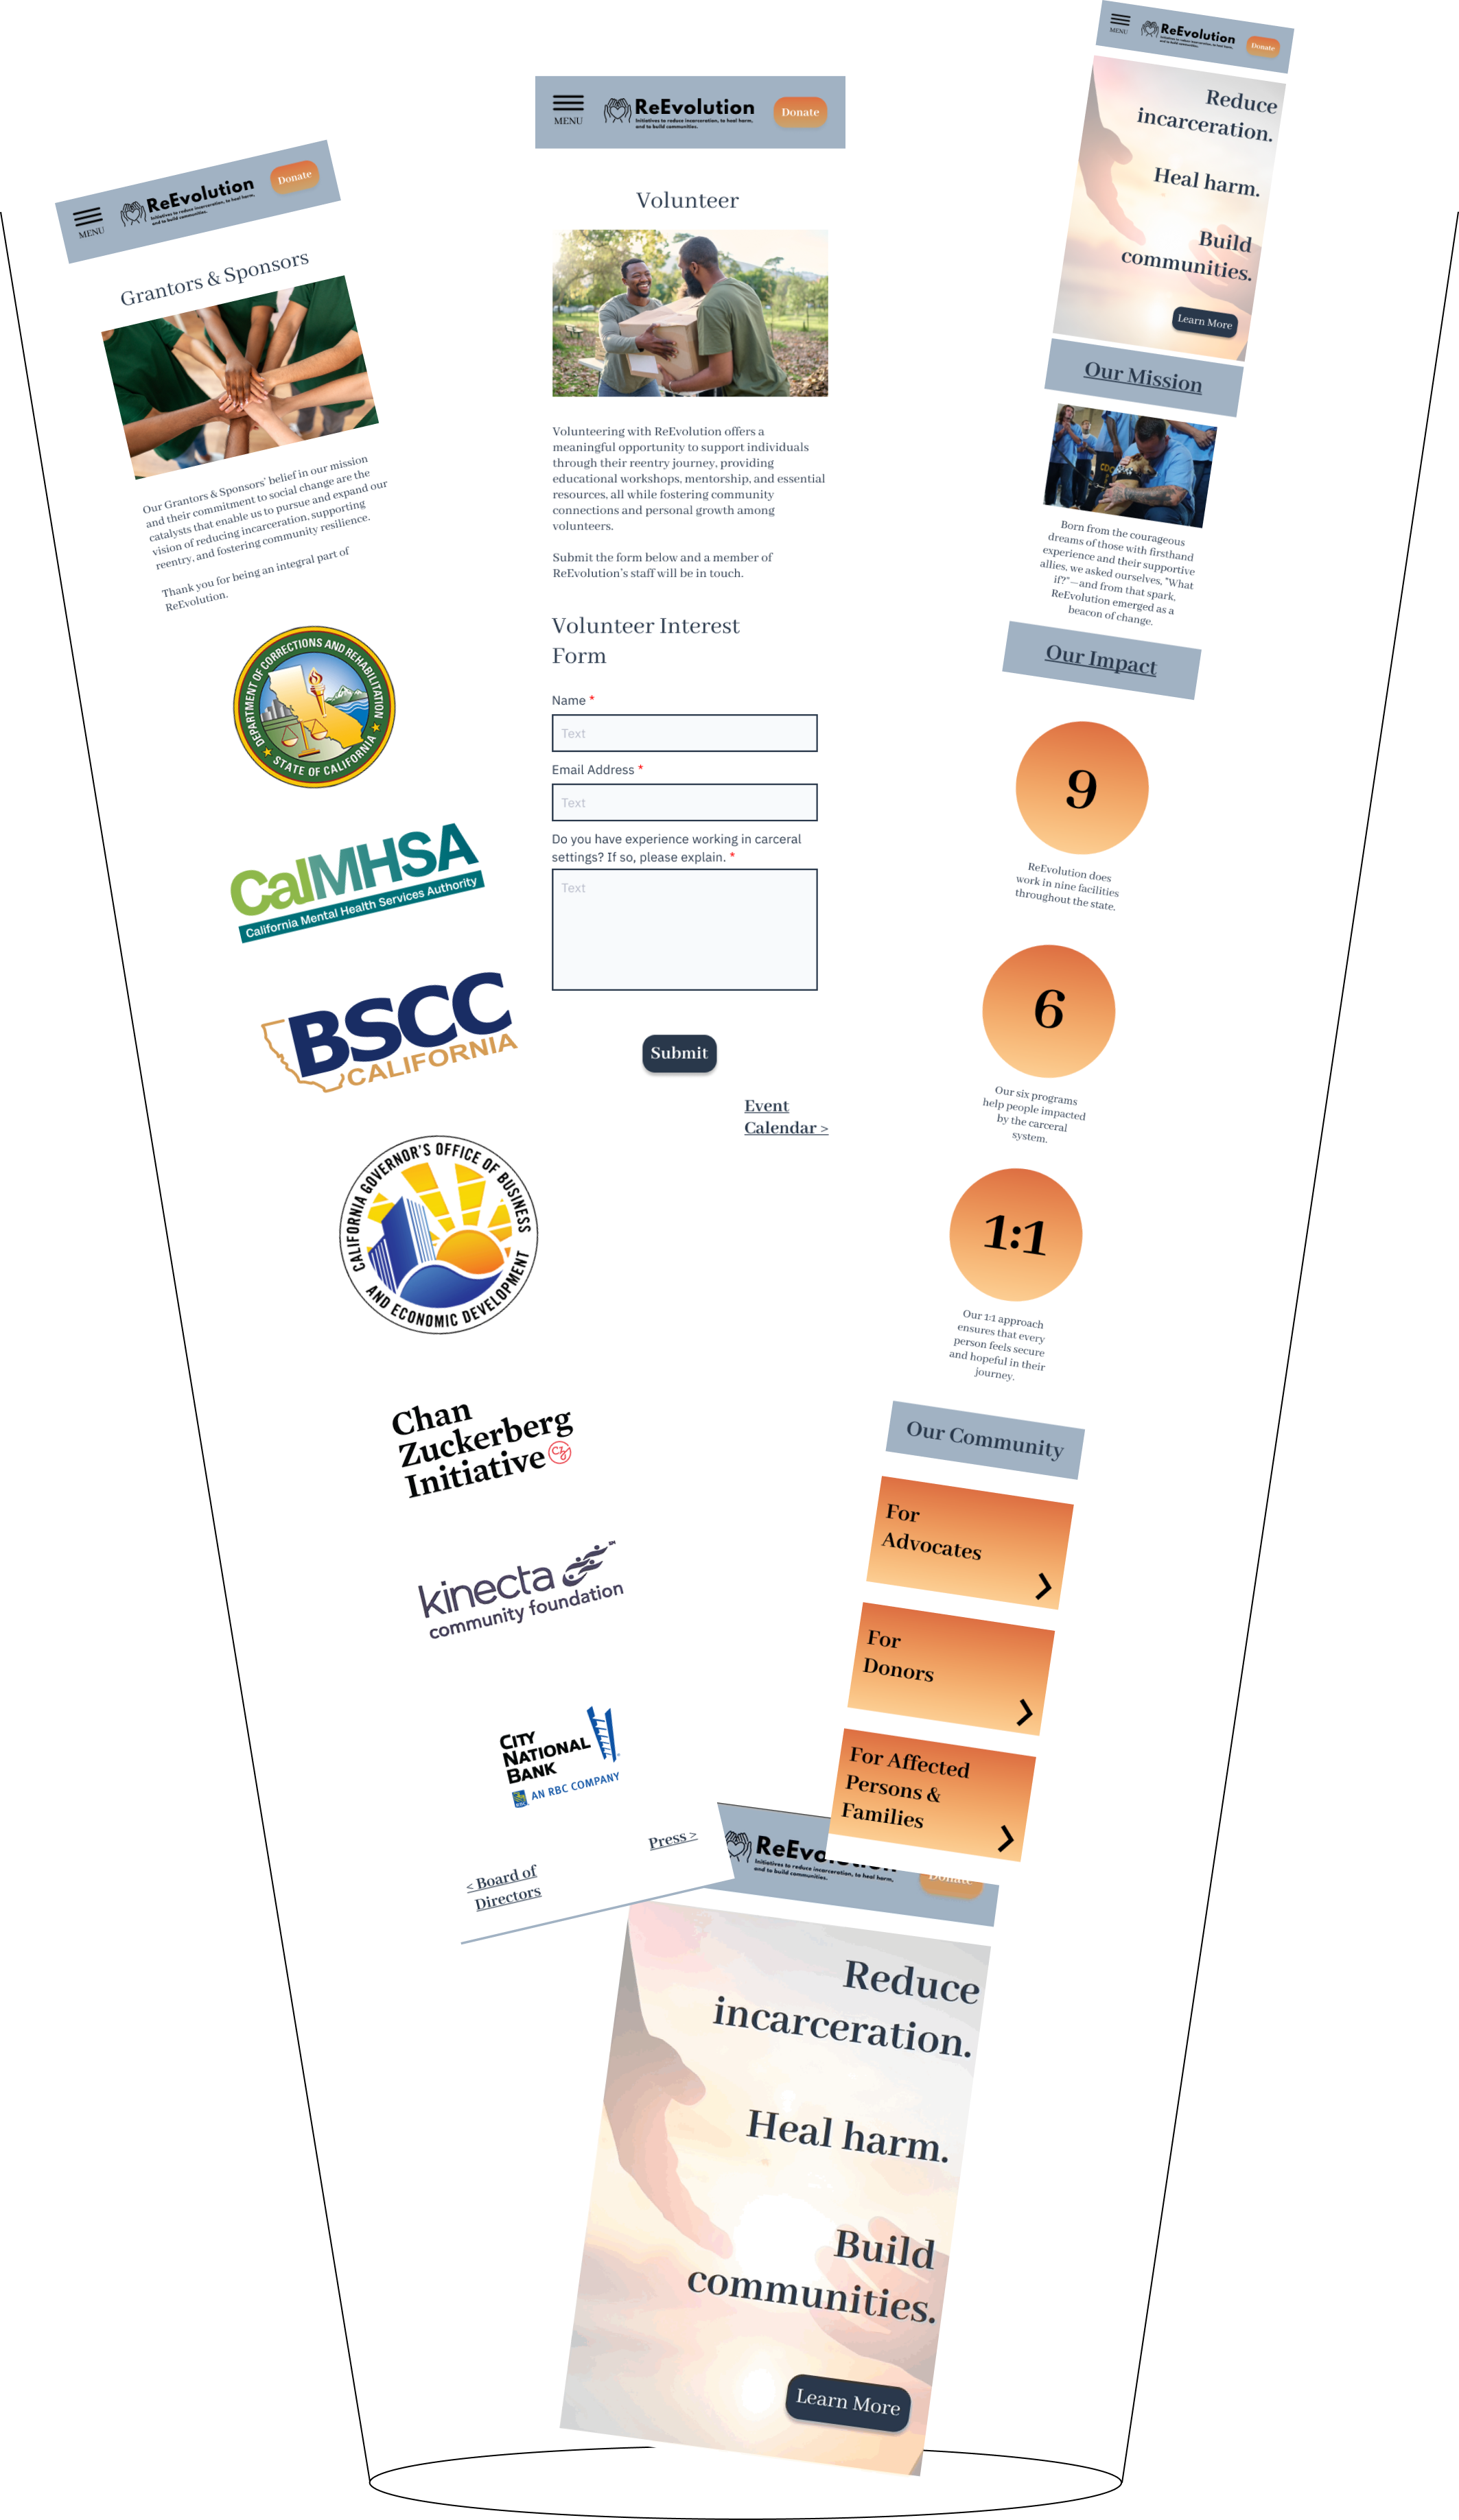 MENU
ReEvolution
Initiatives to reduce incarceration, to heal harm,
and to build communities.
Donate
Grantors & Sponsors
Our Grantors & Sponsors' belief in our mission
and their commitment to social change are the
catalysts that enable us to pursue and expand our
vision of reducing incarceration, supporting
reentry, and fostering community resilience.
Thank you for being an integral part of
ReEvolution.
DEPARTMENT OF CORRECTIONS AND REHABILITATION
STATE OF CALIFORNIA
CalMHSA
California Mental Health Services Authority
BSCC
CALIFORNIA
CALIFORNIA GOVERNOR'S OFFICE OF BUSINESS
AND ECONOMIC DEVELOPMENT
Chan
Zuckerberg
Initiative
CZI
kinecta
community foundation
CITY
NATIONAL
BANK
AN RBC COMPANY
Press >
< Board of
Directors
MENU
ReEvolution
Initiatives to reduce incarceration, to heal harm,
and to build communities.
Donate
Volunteer
Volunteering with ReEvolution offers a
meaningful opportunity to support individuals
through their reentry journey, providing
educational workshops, mentorship, and essential
resources, all while fostering community
connections and personal growth among
volunteers.
Submit the form below and a member of
ReEvolution's staff will be in touch.
Volunteer Interest
Form
Name *
Text
Email Address *
Text
Do you have experience working in carceral
settings? If so, please explain. *
Text
Submit
Event
Calendar >
MENU
ReEvolution
Initiatives to reduce incarceration, to heal harm,
and to build communities.
Donate
Reduce
incarceration.
Heal harm.
Build
communities.
Learn More
Our Mission
Born from the courageous
dreams of those with firsthand
experience and their supportive
allies, we asked ourselves, "What
if?"—and from that spark,
ReEvolution emerged as a
beacon of change.
Our Impact
9
ReEvolution does
work in nine facilities
throughout the state.
6
Our six programs
help people impacted
by the carceral
system.
1:1
Our 1:1 approach
ensures that every
person feels secure
and hopeful in their
journey.
Our Community
For
Advocates
For
Donors
For Affected
Persons &
Families
ReEvo
Initiatives to reduce incarceration, to heal harm,
and to build communities.
Donate
Reduce
incarceration.
Heal harm.
Build
communities.
Learn More